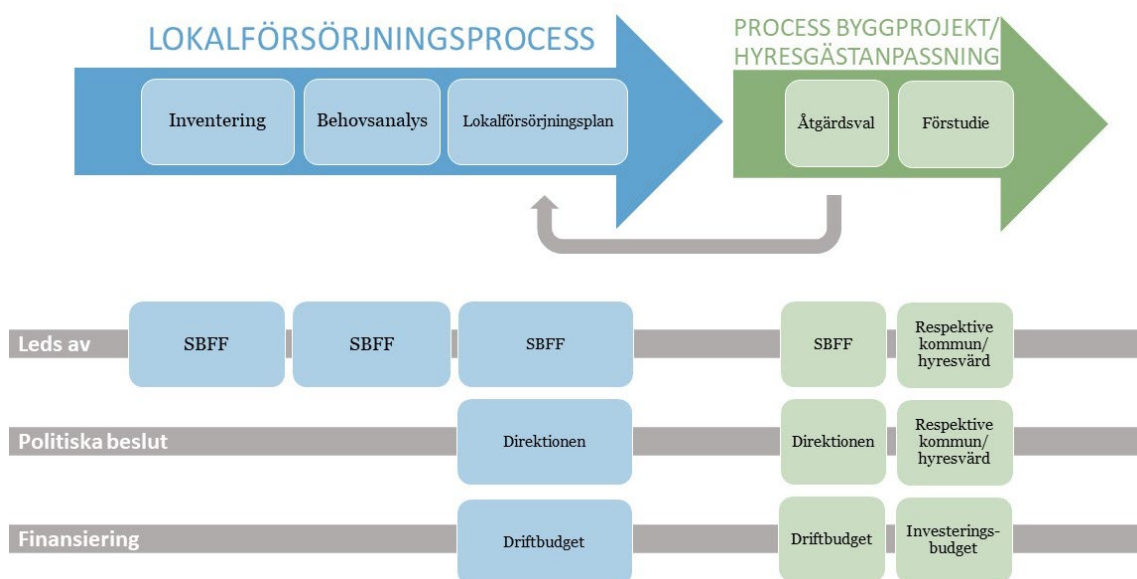 LOKALFÖRSÖRJNINGSPROCESS
PROCESS BYGGPROJEKT/
HYRESGÄSTANPASSNING
Inventering
Behovsanalys
Lokalförsörjningsplan
Åtgärdsval
Förstudie
Leds av
SBFF
SBFF
SBFF
SBFF
Respektive
kommun/
hyresvärd
Politiska beslut
Direktionen
Direktionen
Respektive
kommun/
hyresvärd
Finansiering
Driftbudget
Driftbudget
Investerings-
budget